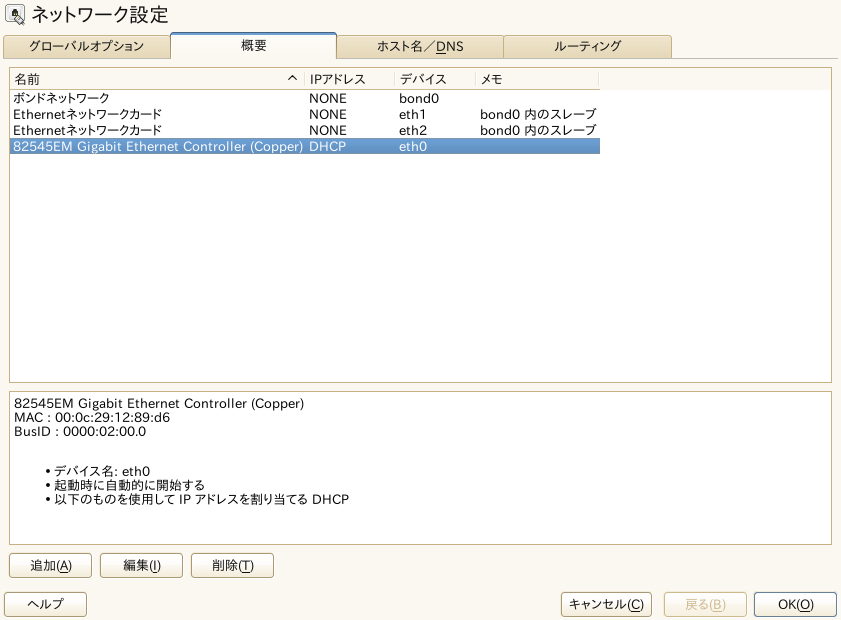 ネットワーク設定
グローバルオプション 概要 ホスト名／DNS ルーティング
名前 IPアドレス デバイス メモ
ボンドネットワーク NONE bond0
Ethernetネットワークカード NONE eth1 bond0 内のスレーブ
Ethernetネットワークカード NONE eth2 bond0 内のスレーブ
82545EM Gigabit Ethernet Controller (Copper) DHCP eth0
82545EM Gigabit Ethernet Controller (Copper)
MAC : 00:0c:29:12:89:d6
BusID : 0000:02:00.0
• デバイス名: eth0
• 起動時に自動的に開始する
• 以下のものを使用して IP アドレスを割り当てる DHCP
追加(A) 編集(I) 削除(T)
ヘルプ キャンセル(C) 戻る(B) OK(O)